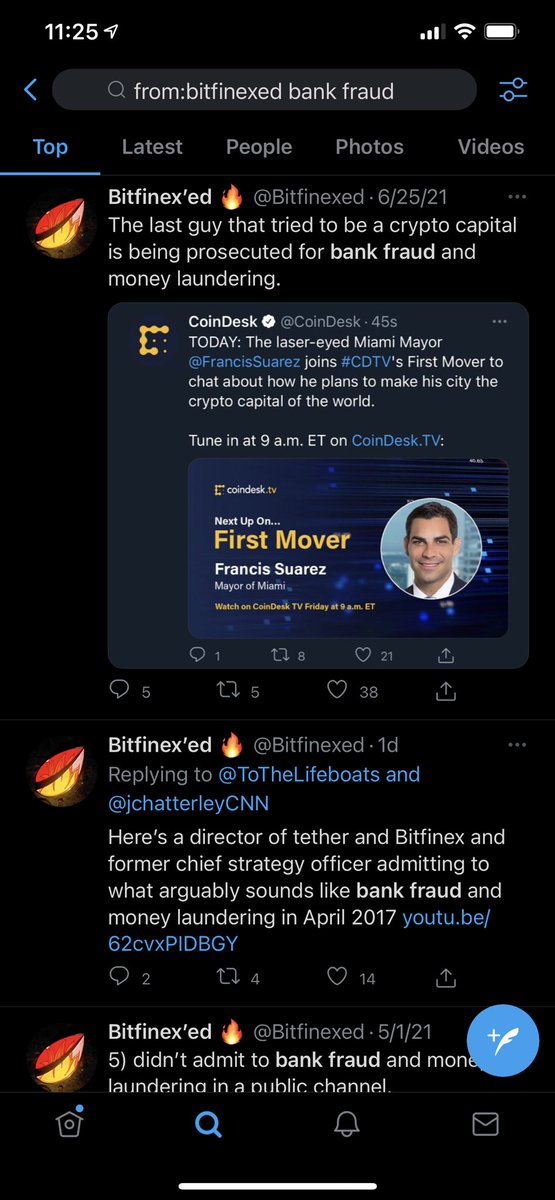 11:25
from:bitfinexed bank fraud
Top Latest People Photos Videos
Bitfinex’ed 🔥 @Bitfinexed · 6/25/21
The last guy that tried to be a crypto capital
is being prosecuted for bank fraud and
money laundering.
CoinDesk @CoinDesk · 45s
TODAY: The laser-eyed Miami Mayor
@FrancisSuarez joins #CDTV's First Mover to
chat about how he plans to make his city the
crypto capital of the world.
Tune in at 9 a.m. ET on CoinDesk.TV:
40.65
coindesk.tv
Next Up On...
First Mover
Francis Suarez
Mayor of Miami
Watch on CoinDesk TV Friday at 9 a.m. ET
1 8 21
5 5 38
Bitfinex’ed 🔥 @Bitfinexed · 1d
Replying to @ToTheLifeboats and
@jchatterleyCNN
Here’s a director of tether and Bitfinex and
former chief strategy officer admitting to
what arguably sounds like bank fraud and
money laundering in April 2017 youtu.be/
62cvxPIDBGY
2 4 14
Bitfinex’ed 🔥 @Bitfinexed · 5/1/21
5) didn’t admit to bank fraud and money
laundering in a public channel.